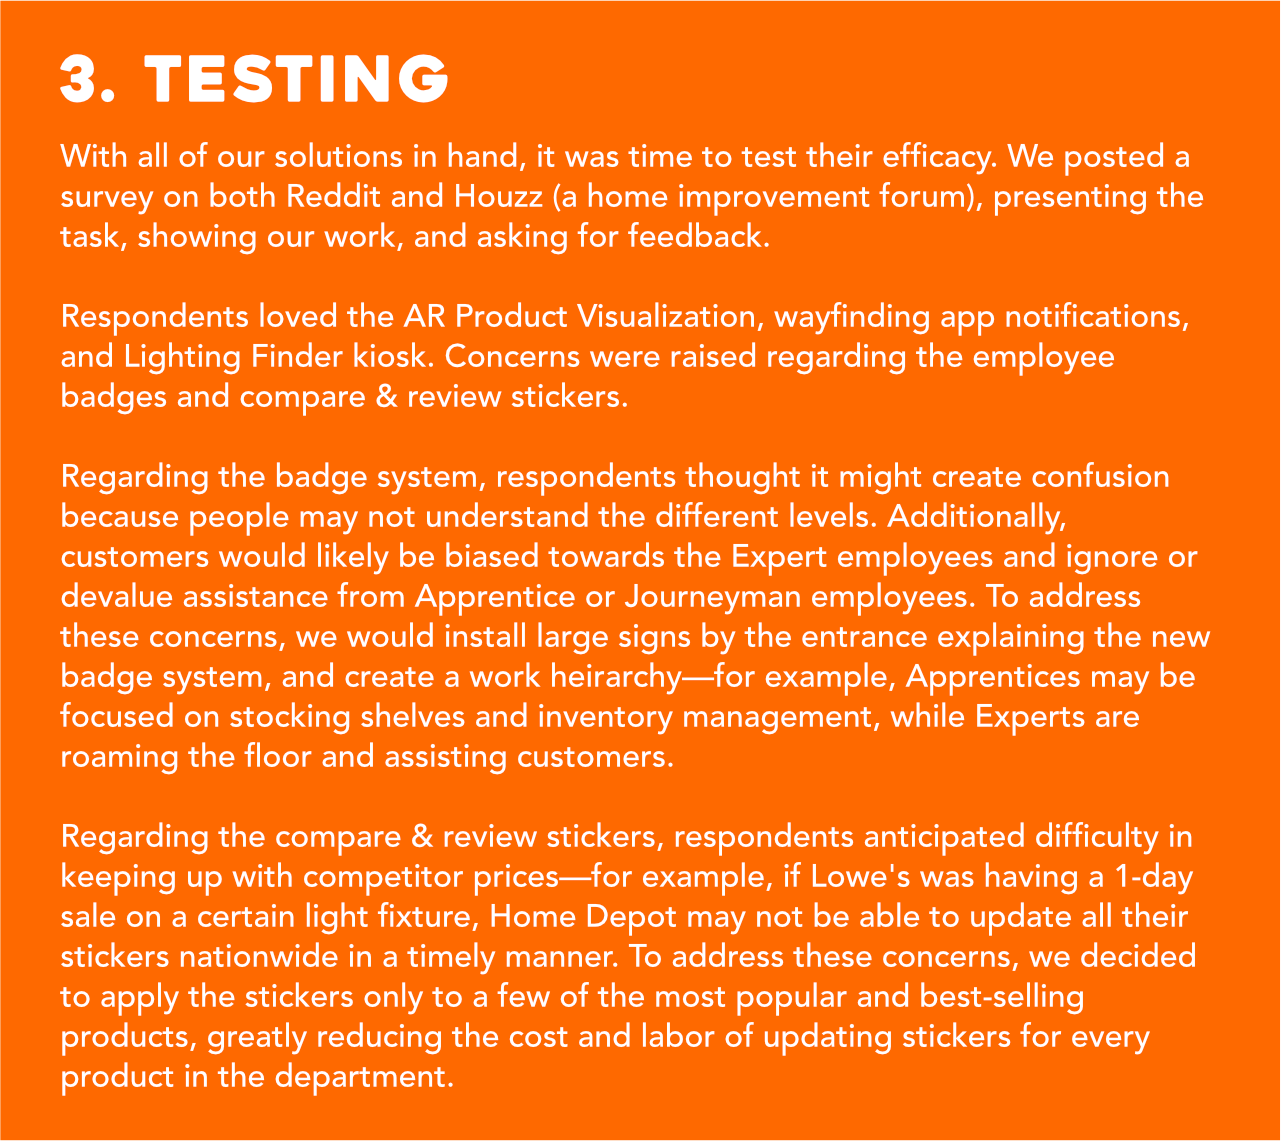 3. TESTING
With all of our solutions in hand, it was time to test their efficacy. We posted a
survey on both Reddit and Houzz (a home improvement forum), presenting the
task, showing our work, and asking for feedback.
Respondents loved the AR Product Visualization, wayfinding app notifications,
and Lighting Finder kiosk. Concerns were raised regarding the employee
badges and compare & review stickers.
Regarding the badge system, respondents thought it might create confusion
because people may not understand the different levels. Additionally,
customers would likely be biased towards the Expert employees and ignore or
devalue assistance from Apprentice or Journeyman employees. To address
these concerns, we would install large signs by the entrance explaining the new
badge system, and create a work heirarchy—for example, Apprentices may be
focused on stocking shelves and inventory management, while Experts are
roaming the floor and assisting customers.
Regarding the compare & review stickers, respondents anticipated difficulty in
keeping up with competitor prices—for example, if Lowe's was having a 1-day
sale on a certain light fixture, Home Depot may not be able to update all their
stickers nationwide in a timely manner. To address these concerns, we decided
to apply the stickers only to a few of the most popular and best-selling
products, greatly reducing the cost and labor of updating stickers for every
product in the department.